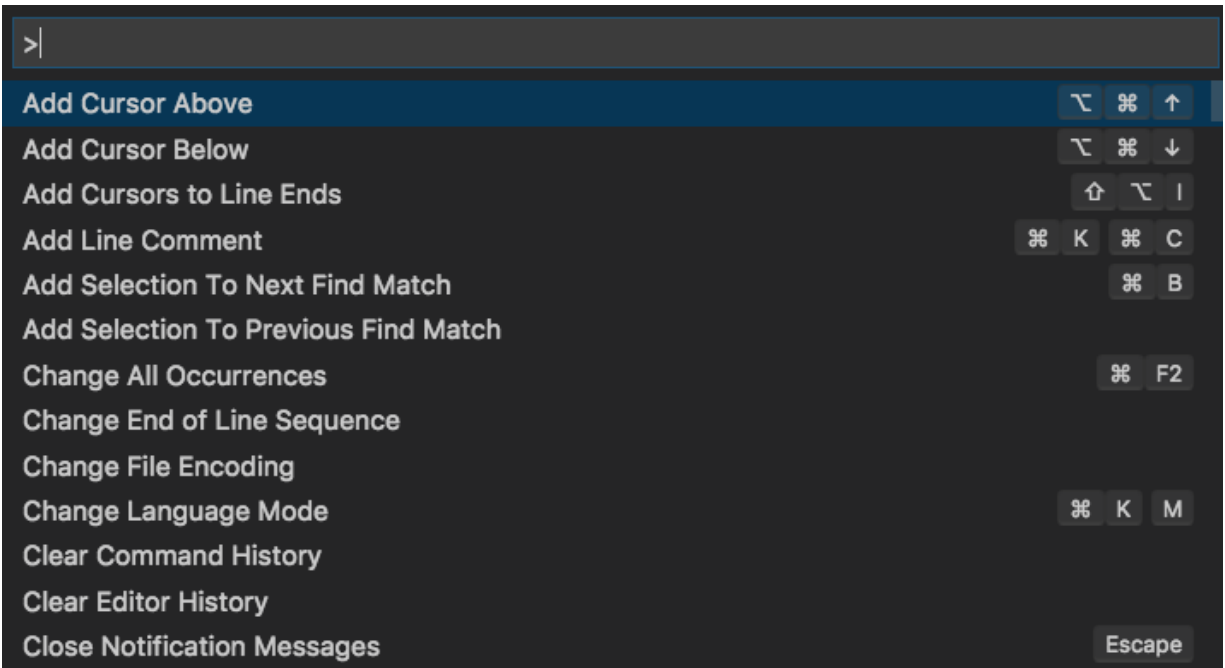 >
Add Cursor Above ⌥ ⌘ ↑
Add Cursor Below ⌥ ⌘ ↓
Add Cursors to Line Ends ⇧ ⌥ I
Add Line Comment ⌘ K ⌘ C
Add Selection To Next Find Match ⌘ B
Add Selection To Previous Find Match
Change All Occurrences ⌘ F2
Change End of Line Sequence
Change File Encoding
Change Language Mode ⌘ K M
Clear Command History
Clear Editor History
Close Notification Messages Escape